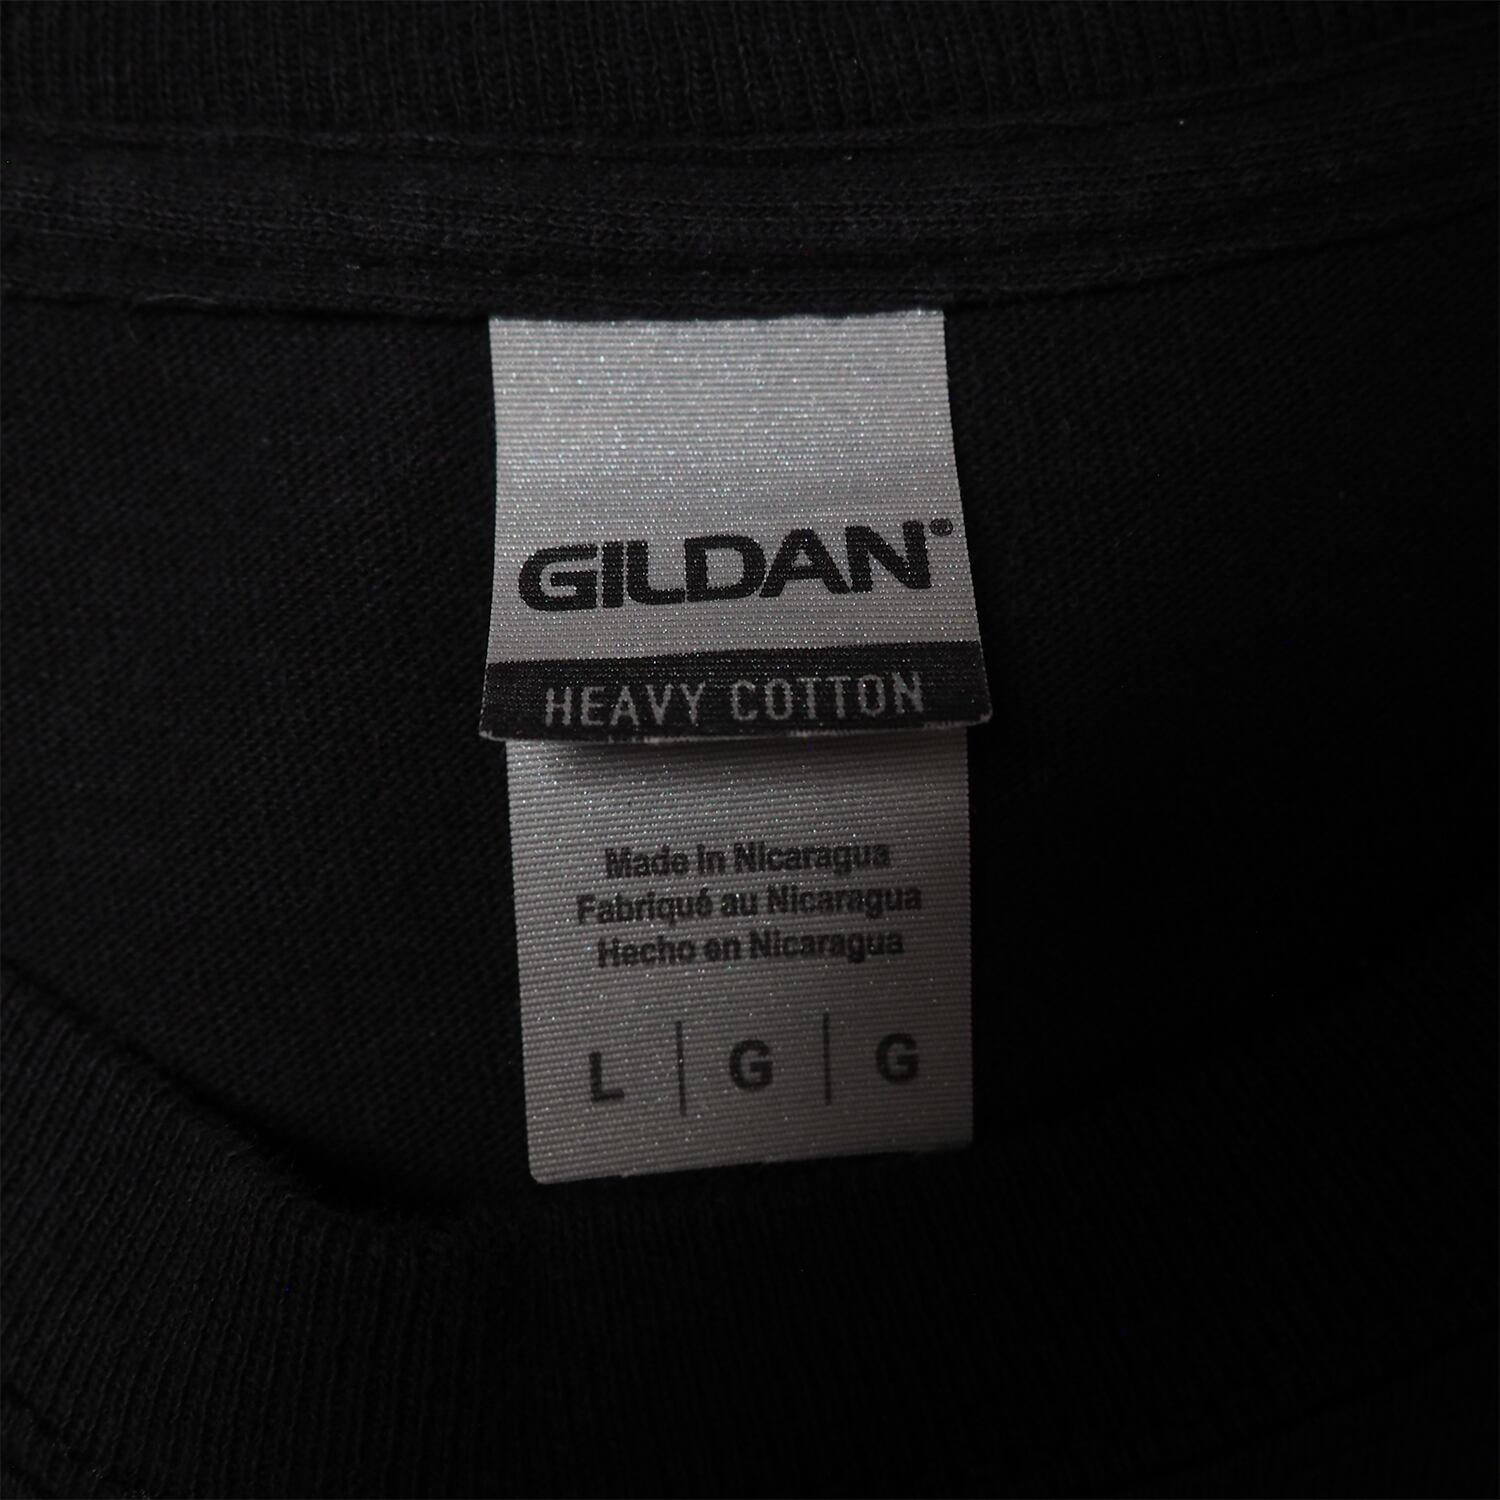 GILDAN®
HEAVY COTTON
Made in Nicaragua
Fabriqué au Nicaragua
Hecho en Nicaragua
L | G | G